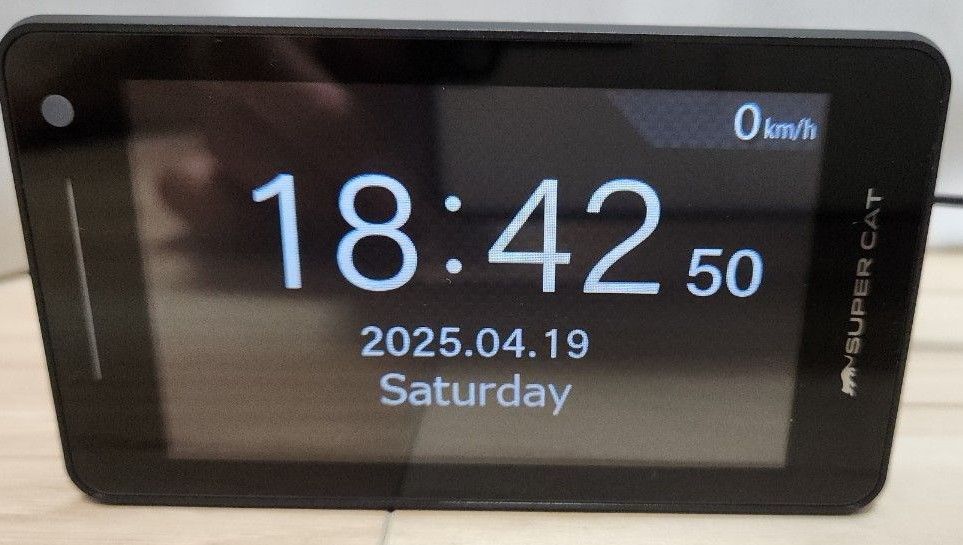 0km/h
18:42 50
2025.04.19
Saturday
SUPER CAT